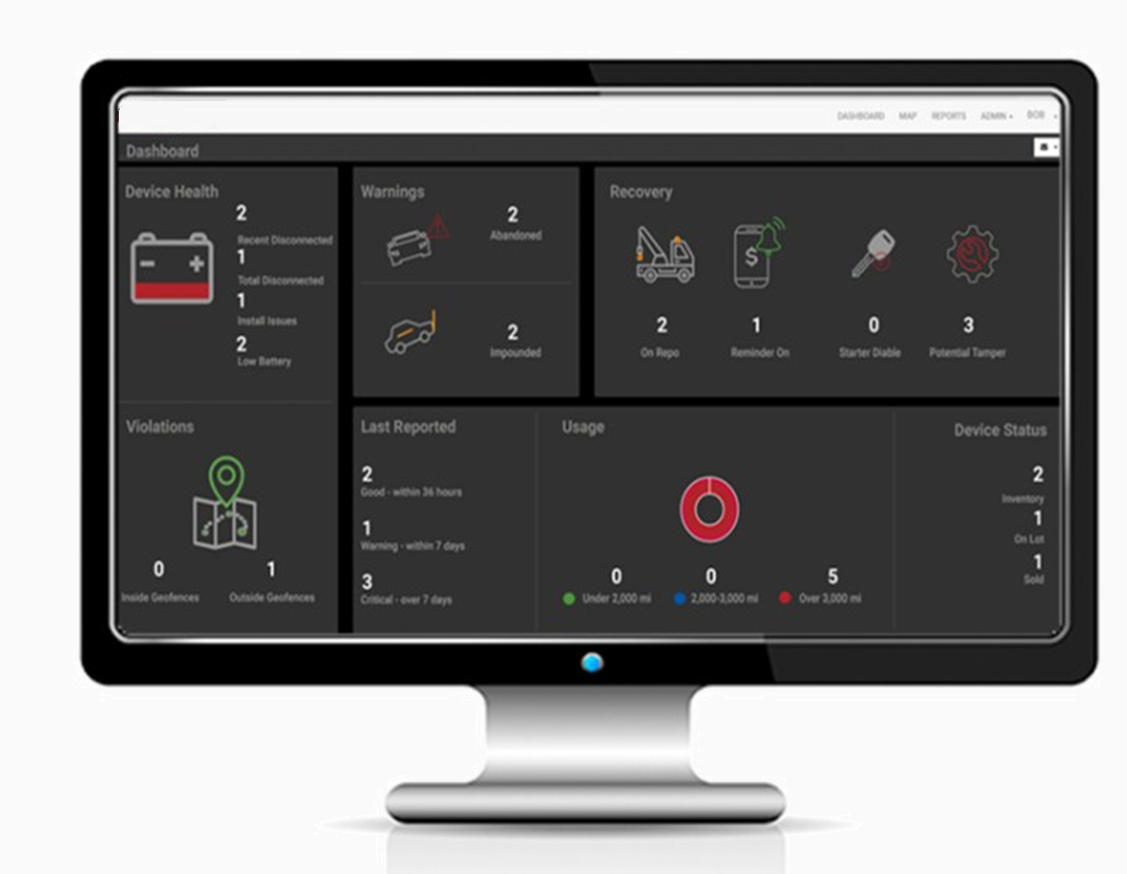 DASHBOARD MAP REPORTS ADMIN BOB
Dashboard
Device Health
2
Recent Disconnected
1
Total Disconnected
1
Install Issues
2
Low Battery
Warnings
2
Abandoned
2
Impounded
Recovery
$
2 1 0 3
On Repo Reminder On Starter Diable Potential Tamper
Violations
0 1
Inside Geofences Outside Geofences
Last Reported
2
Good - within 36 hours
1
Warning - within 7 days
3
Critical - over 7 days
Usage
0 0 5
Under 2,000 mi 2,000-3,000 mi Over 3,000 mi
Device Status
2
Inventory
1
On Lot
1
Sold